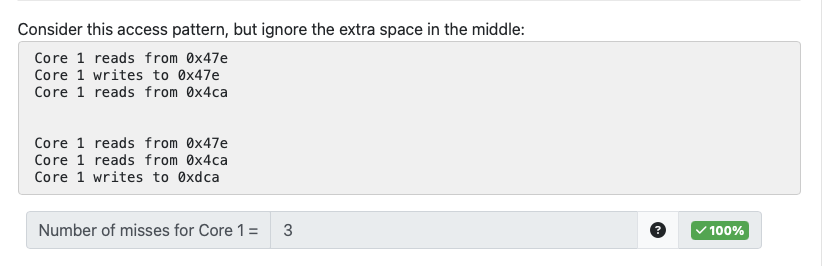 Consider this access pattern, but ignore the extra space in the middle:
Core 1 reads from 0x47e
Core 1 writes to 0x47e
Core 1 reads from 0x4ca
Core 1 reads from 0x47e
Core 1 reads from 0x4ca
Core 1 writes to 0xdca
Number of misses for Core 1 = 3 ? ✓ 100%